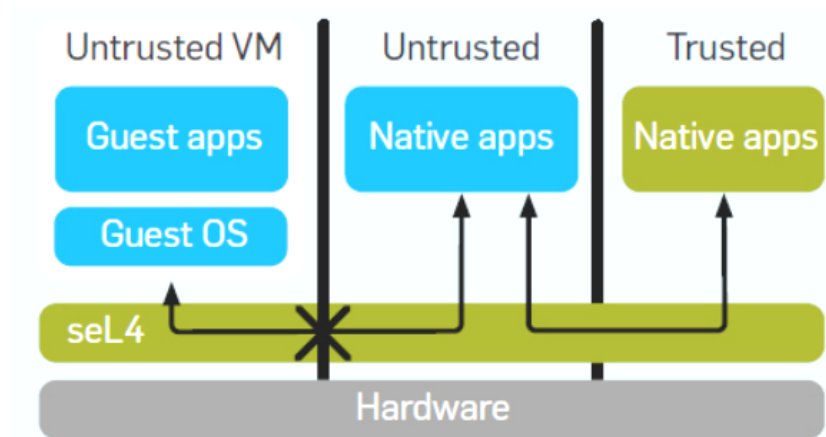 Untrusted VM
Untrusted
Trusted
Guest apps
Native apps
Native apps
Guest OS
seL4
Hardware